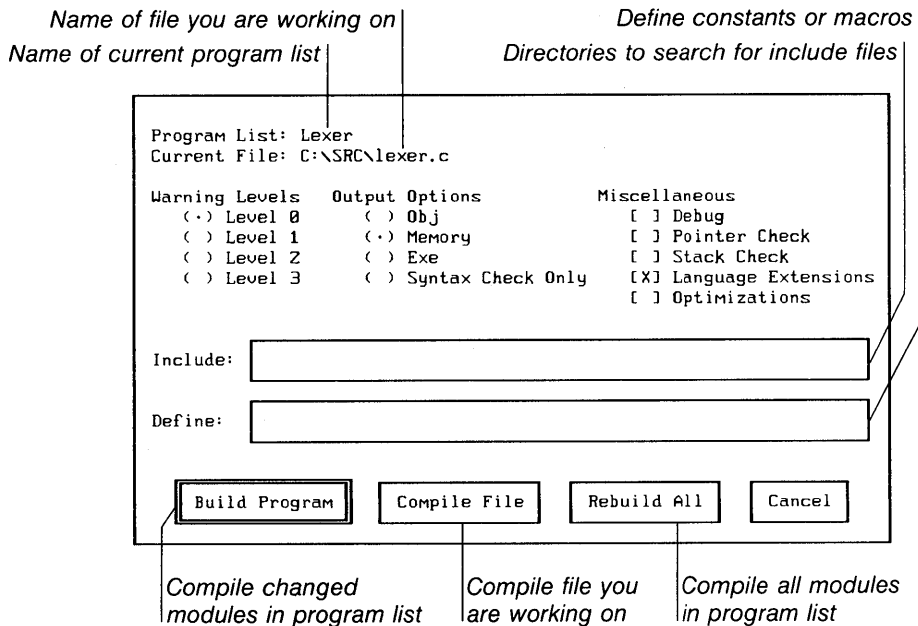 Name of file you are working on
Define constants or macros
Name of current program list
Directories to search for include files
Program List: Lexer
Current File: C:\SRC\lexer.c
Warning Levels Output Options Miscellaneous
(·) Level 0 ( ) Obj [ ] Debug
( ) Level 1 (·) Memory [ ] Pointer Check
( ) Level 2 ( ) Exe [ ] Stack Check
( ) Level 3 ( ) Syntax Check Only [X] Language Extensions
[ ] Optimizations
Include:
Define:
Build Program Compile File Rebuild All Cancel
Compile changed modules in program list
Compile file you are working on
Compile all modules in program list